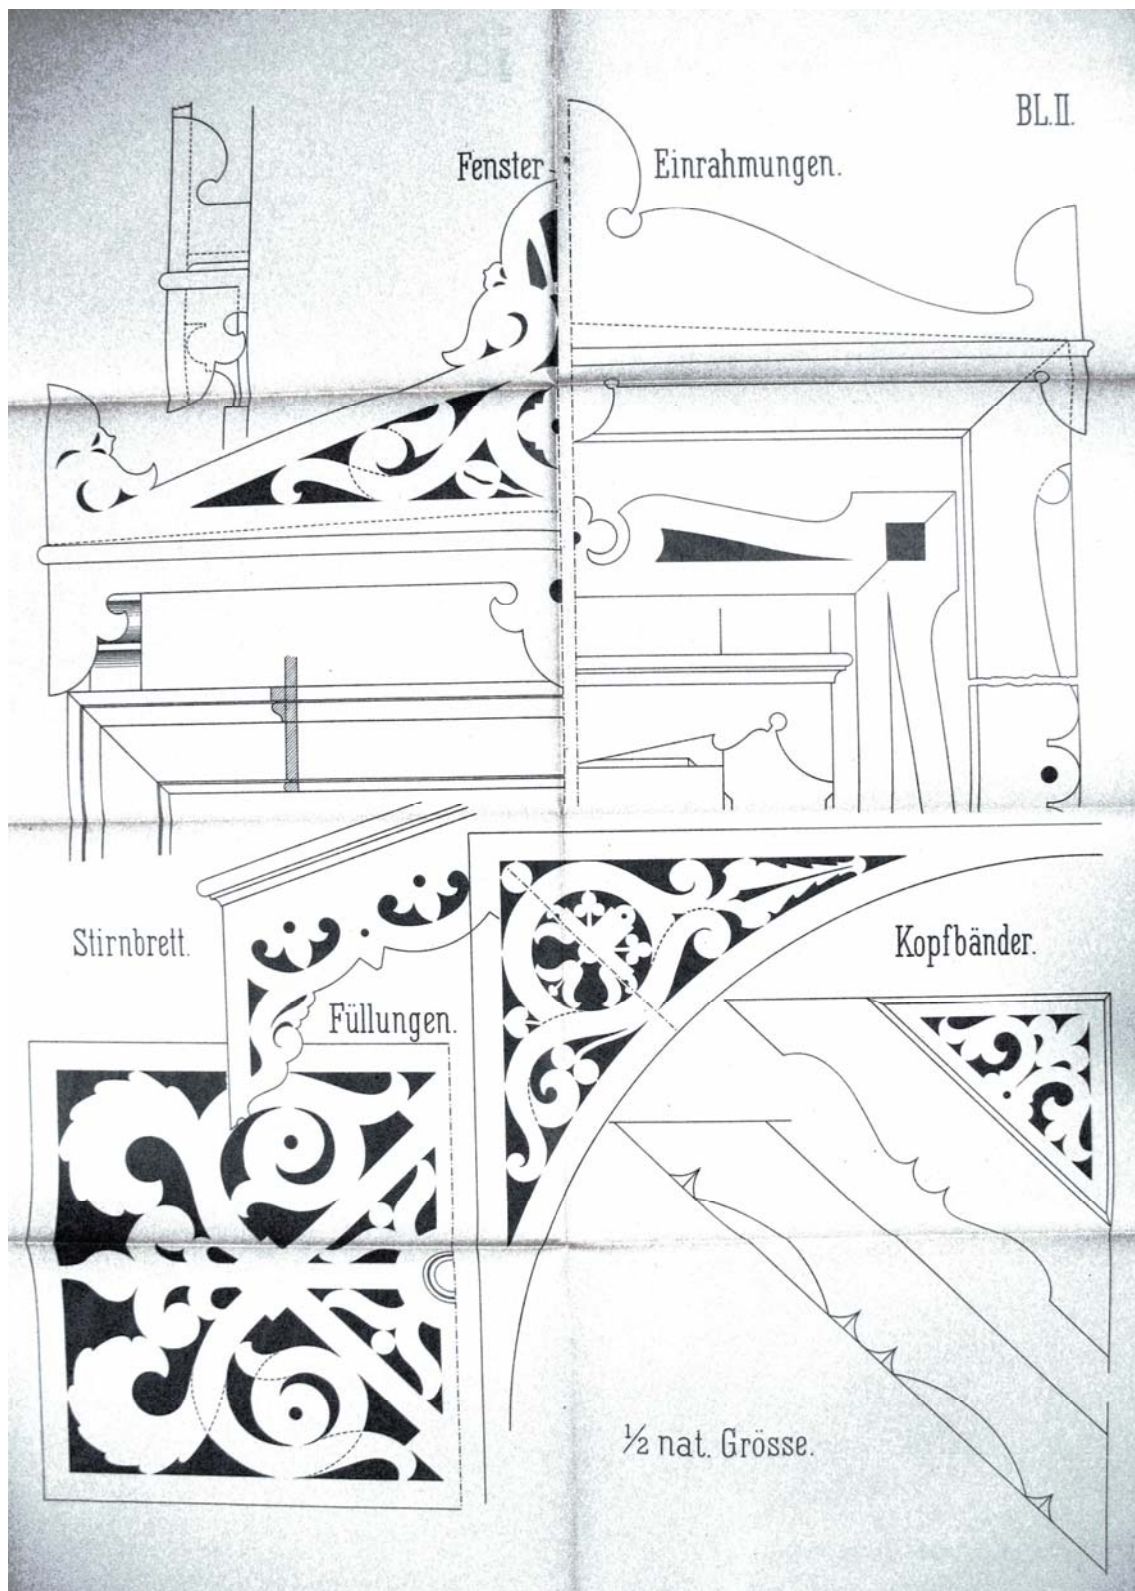 BL.II.
Fenster - Einrahmungen.
Stirnbrett.
Kopfbänder.
Füllungen.
½ nat. Grösse.